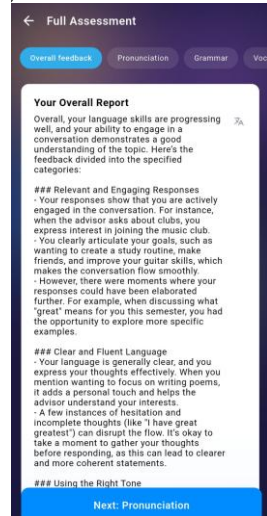 Full Assessment
Overall feedback
Pronunciation
Grammar
Voc
Your Overall Report
Overall, your language skills are progressing
well, and your ability to engage in a
conversation demonstrates a good
understanding of the topic. Here's the
feedback divided into the specified
categories:
### Relevant and Engaging Responses
- Your responses show that you are actively
engaged in the conversation. For instance,
when the advisor asks about clubs, you
express interest in joining the music club.
- You clearly articulate your goals, such as
wanting to create a study routine, make
friends, and improve your guitar skills, which
makes the conversation flow smoothly.
- However, there were moments where your
responses could have been elaborated
further. For example, when discussing what
"great" means for you this semester, you had
the opportunity to explore more specific
examples.
### Clear and Fluent Language
- Your language is generally clear, and you
express your thoughts effectively. When you
mention wanting to focus on writing poems,
it adds a personal touch and helps the
advisor understand your interests.
- A few instances of hesitation and
incomplete thoughts (like "I have great
greatest") can disrupt the flow. It's okay to
take a moment to gather your thoughts
before responding, as this can lead to clearer
and more coherent statements.
### Using the Right Tone
Next: Pronunciation